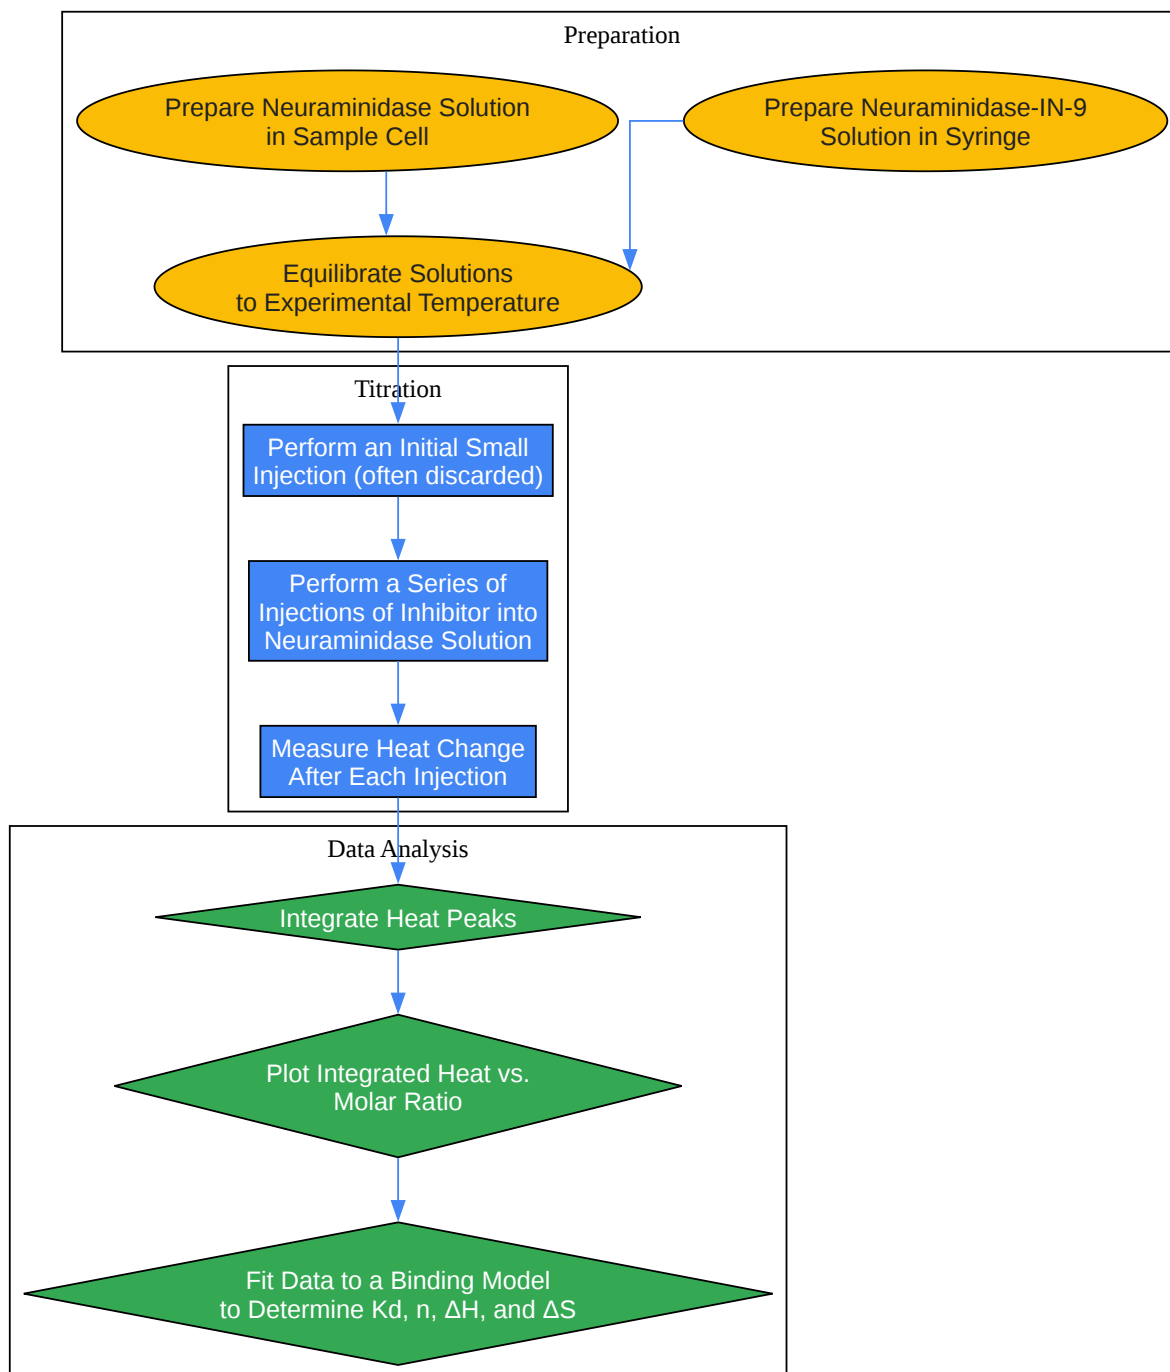 Preparation
Prepare Neuraminidase Solution
in Sample Cell
Prepare Neuraminidase-IN-9
Solution in Syringe
Equilibrate Solutions
to Experimental Temperature
Titration
Perform an Initial Small
Injection (often discarded)
Perform a Series of
Injections of Inhibitor into
Neuraminidase Solution
Measure Heat Change
After Each Injection
Data Analysis
Integrate Heat Peaks
Plot Integrated Heat vs.
Molar Ratio
Fit Data to a Binding Model
to Determine Kd, n, ΔH, and ΔS